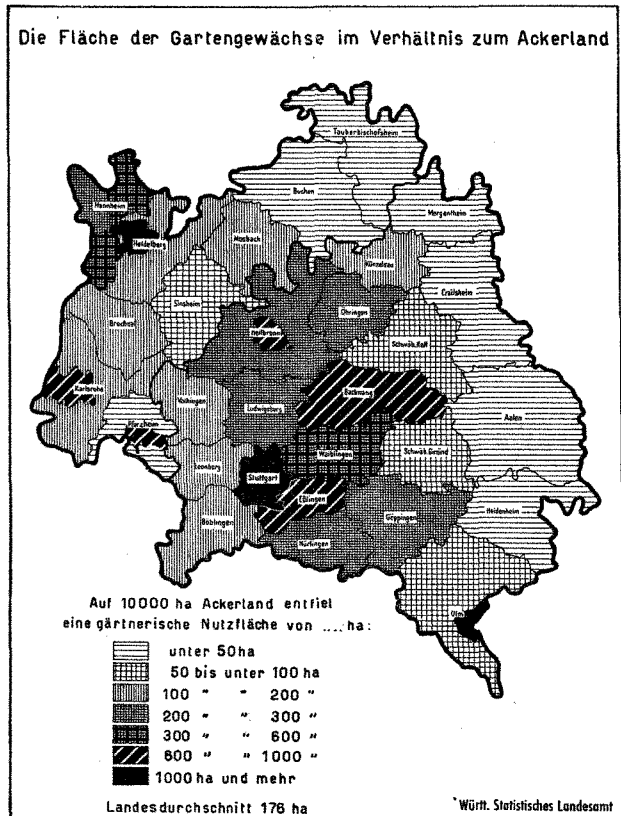 Die Fläche der Gartengewächse im Verhältnis zum Ackerland
Tauberbischofsheim
Buchen
Mergentheim
Mannheim
Heidelberg
Mosbach
Künzelsau
Crailsheim
Sinsheim
Öhringen
Bruchsal
Heilbronn
Schwäb. Hall
Karlsruhe
Vaihingen
Ludwigsburg
Backnang
Aalen
Pforzheim
Waiblingen
Schwäb. Gmünd
Leonberg
Stuttgart
Eßlingen
Göppingen
Heidenheim
Böblingen
Nürtingen
Ulm
Auf 10000 ha Ackerland entfiel
eine gärtnerische Nutzfläche von .... ha:
unter 50 ha
50 bis unter 100 ha
100 " " 200 "
200 " " 300 "
300 " " 600 "
600 " " 1000 "
1000 ha und mehr
Landesdurchschnitt 176 ha
Württ. Statistisches Landesamt